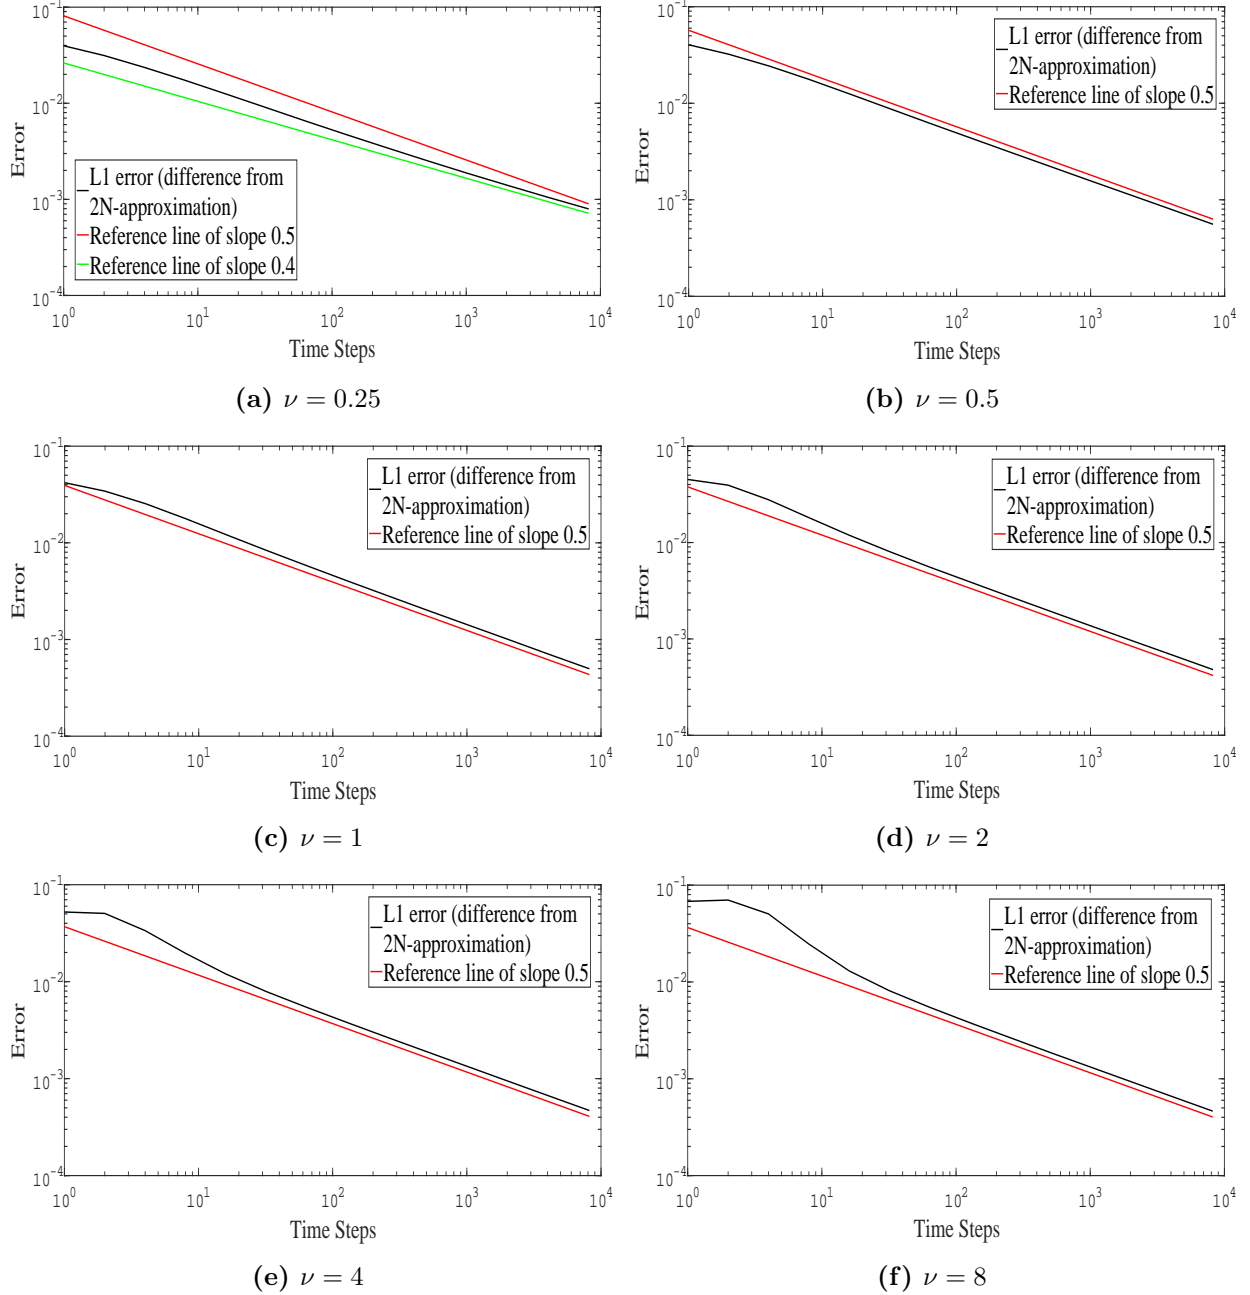 10^-1
10^-2
10^-3
10^-4
Error
L1 error (difference from
2N-approximation)
Reference line of slope 0.5
Reference line of slope 0.4
10^0 10^1 10^2 10^3 10^4
Time Steps
(a) ν = 0.25
10^-1
10^-2
10^-3
10^-4
Error
L1 error (difference from
2N-approximation)
Reference line of slope 0.5
10^0 10^1 10^2 10^3 10^4
Time Steps
(b) ν = 0.5
10^-1
10^-2
10^-3
10^-4
Error
L1 error (difference from
2N-approximation)
Reference line of slope 0.5
10^0 10^1 10^2 10^3 10^4
Time Steps
(c) ν = 1
10^-1
10^-2
10^-3
10^-4
Error
L1 error (difference from
2N-approximation)
Reference line of slope 0.5
10^0 10^1 10^2 10^3 10^4
Time Steps
(d) ν = 2
10^-1
10^-2
10^-3
10^-4
Error
L1 error (difference from
2N-approximation)
Reference line of slope 0.5
10^0 10^1 10^2 10^3 10^4
Time Steps
(e) ν = 4
10^-1
10^-2
10^-3
10^-4
Error
L1 error (difference from
2N-approximation)
Reference line of slope 0.5
10^0 10^1 10^2 10^3 10^4
Time Steps
(f) ν = 8